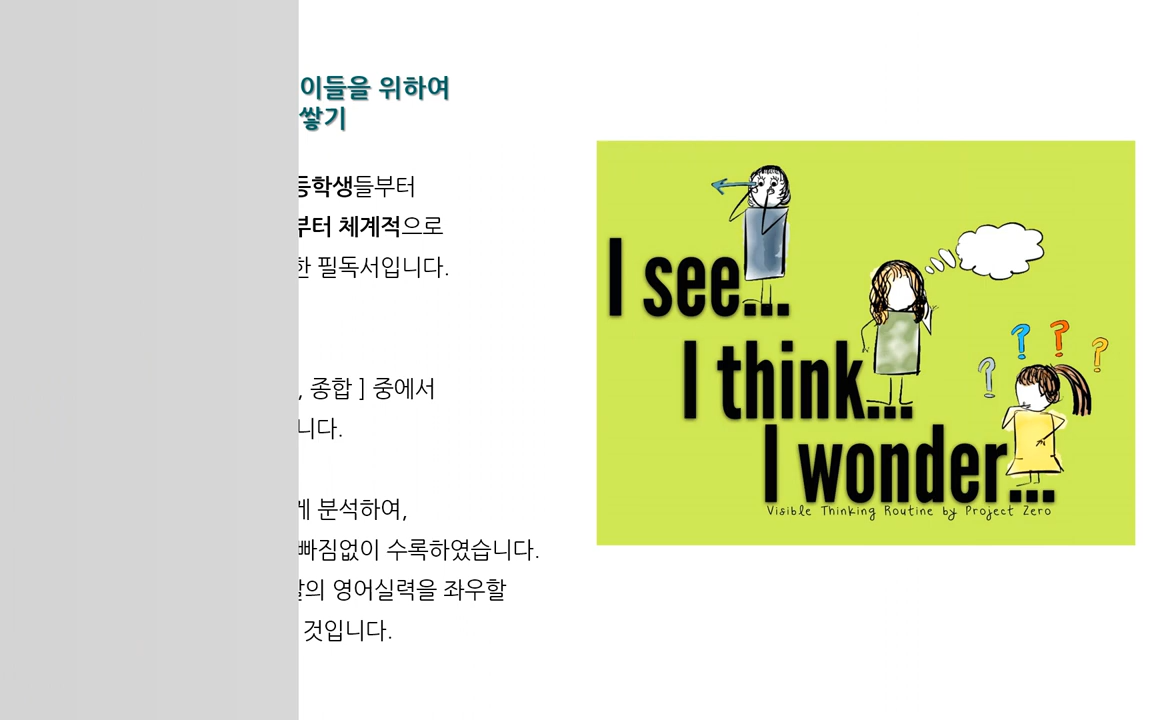 이들을 위하여
쌓기
등학생들부터
부터 체계적으로
한 필독서입니다.
, 종합 ] 중에서
니다.
게 분석하여,
빠짐없이 수록하였습니다.
의 영어실력을 좌우할
것입니다.
I see...
I think...
I wonder...
Visible Thinking Routine by Project Zero
? ? ? ?